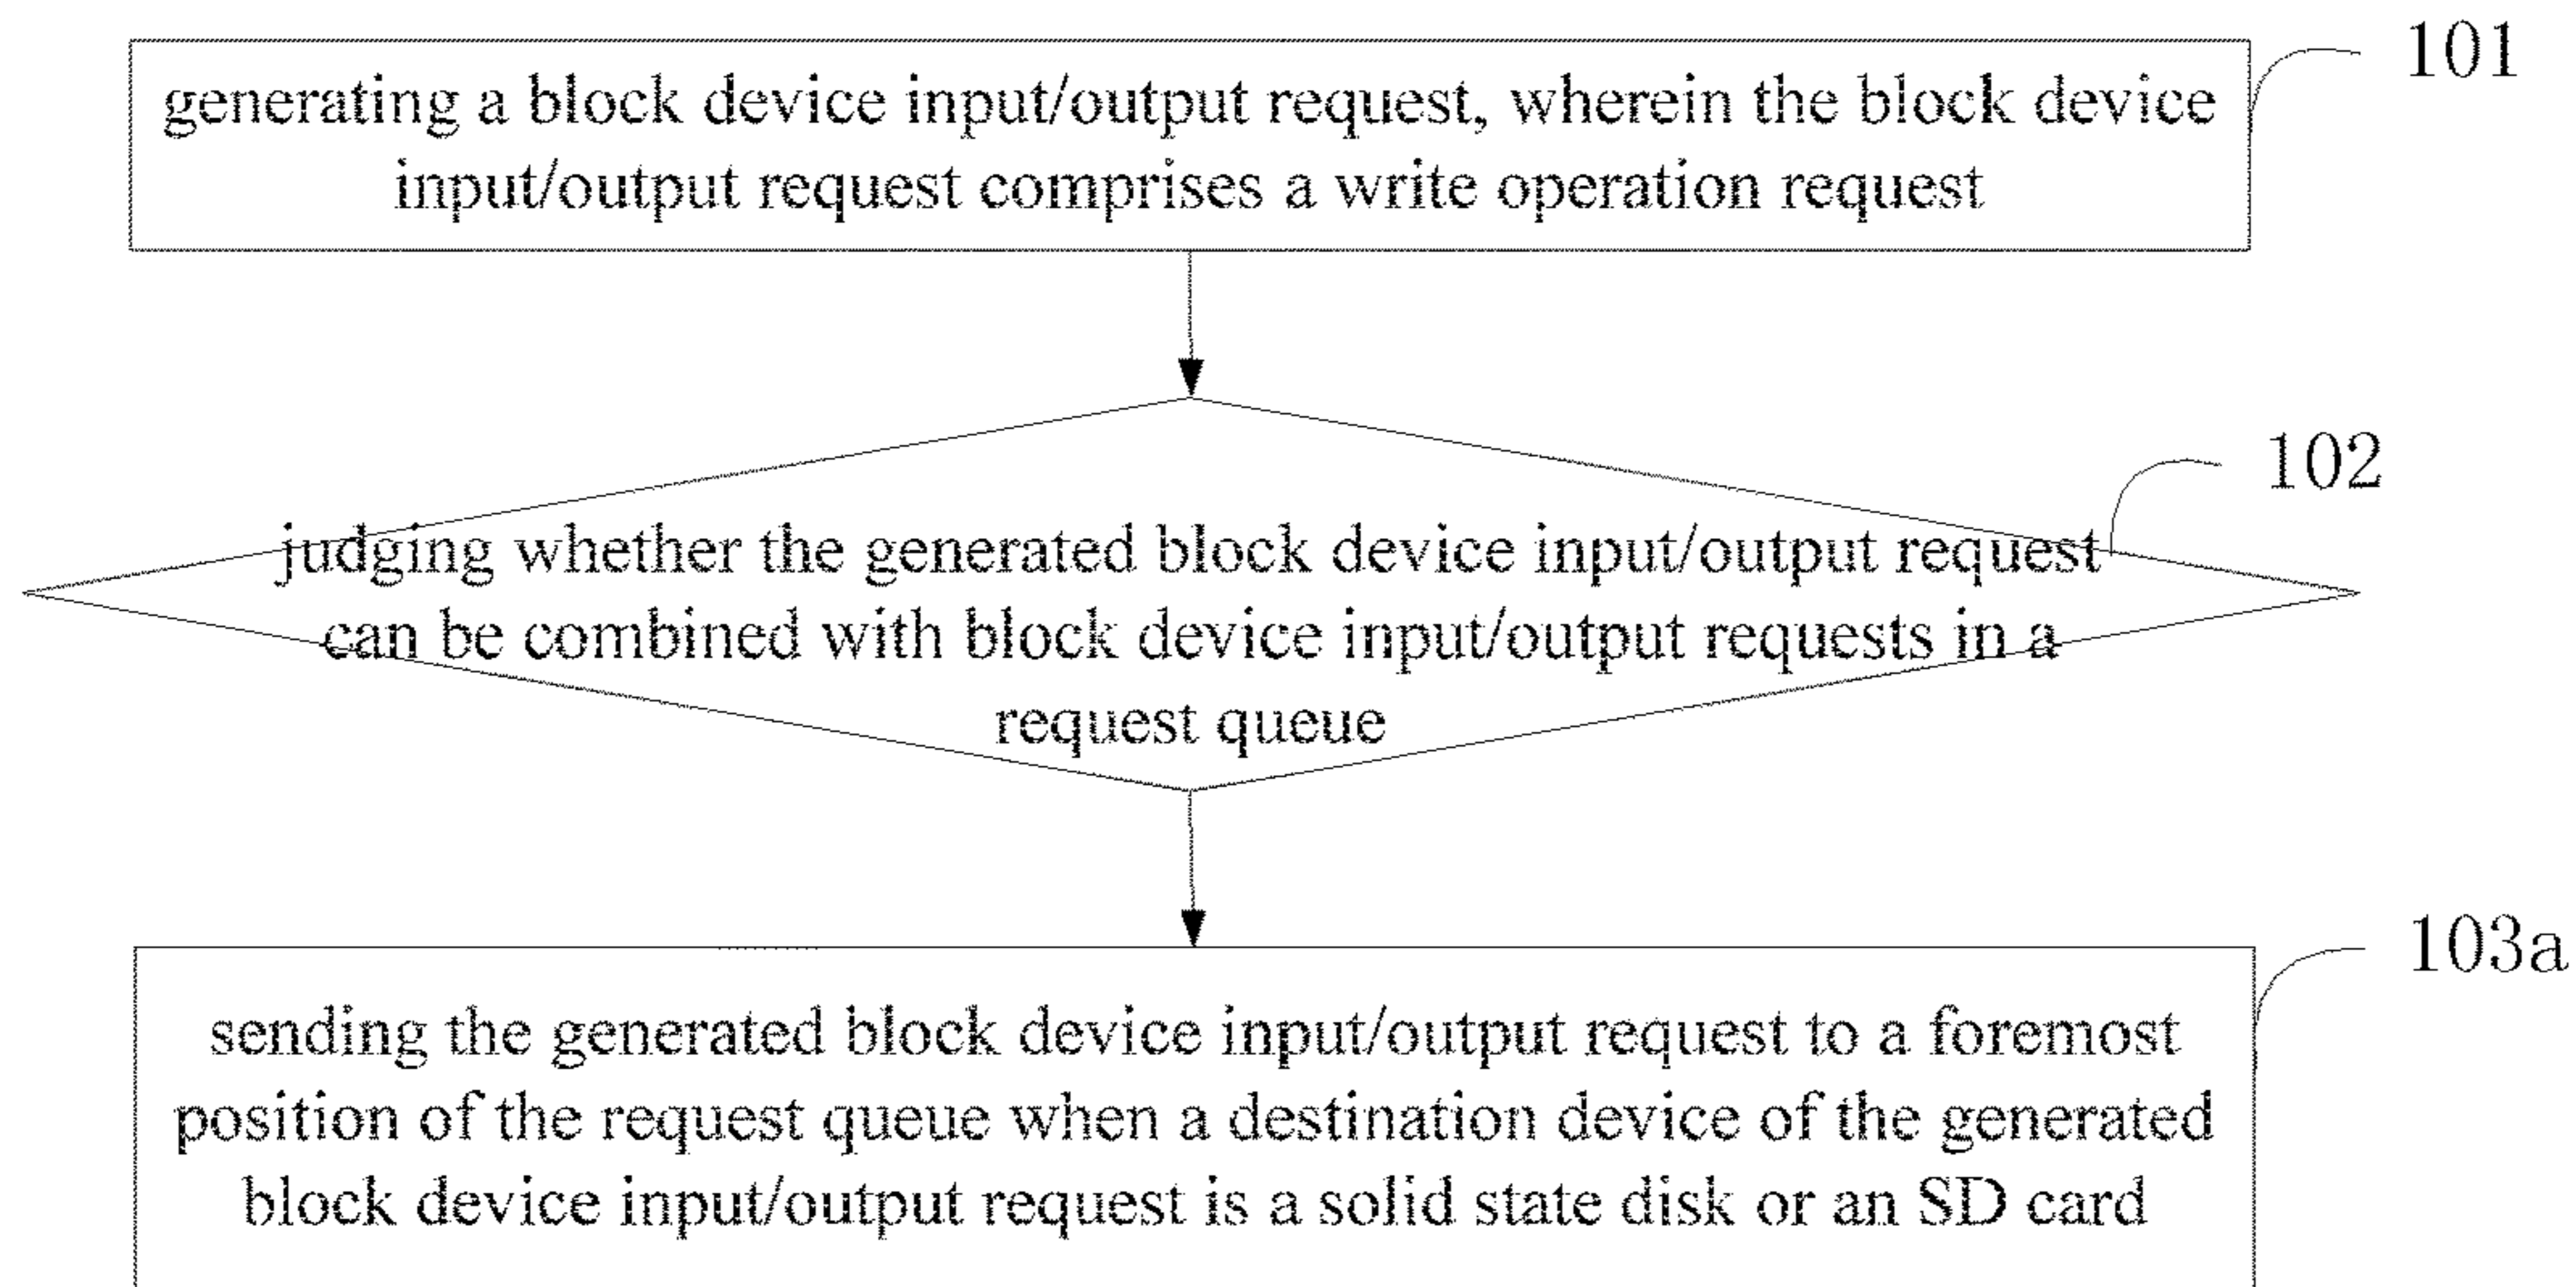 101
generating a block device input/output request, wherein the block device
input/output request comprises a write operation request
102
judging whether the generated block device input/output request
can be combined with block device input/output requests in a
request queue
103a
sending the generated block device input/output request to a foremost
position of the request queue when a destination device of the generated
block device input/output request is a solid state disk or an SD card